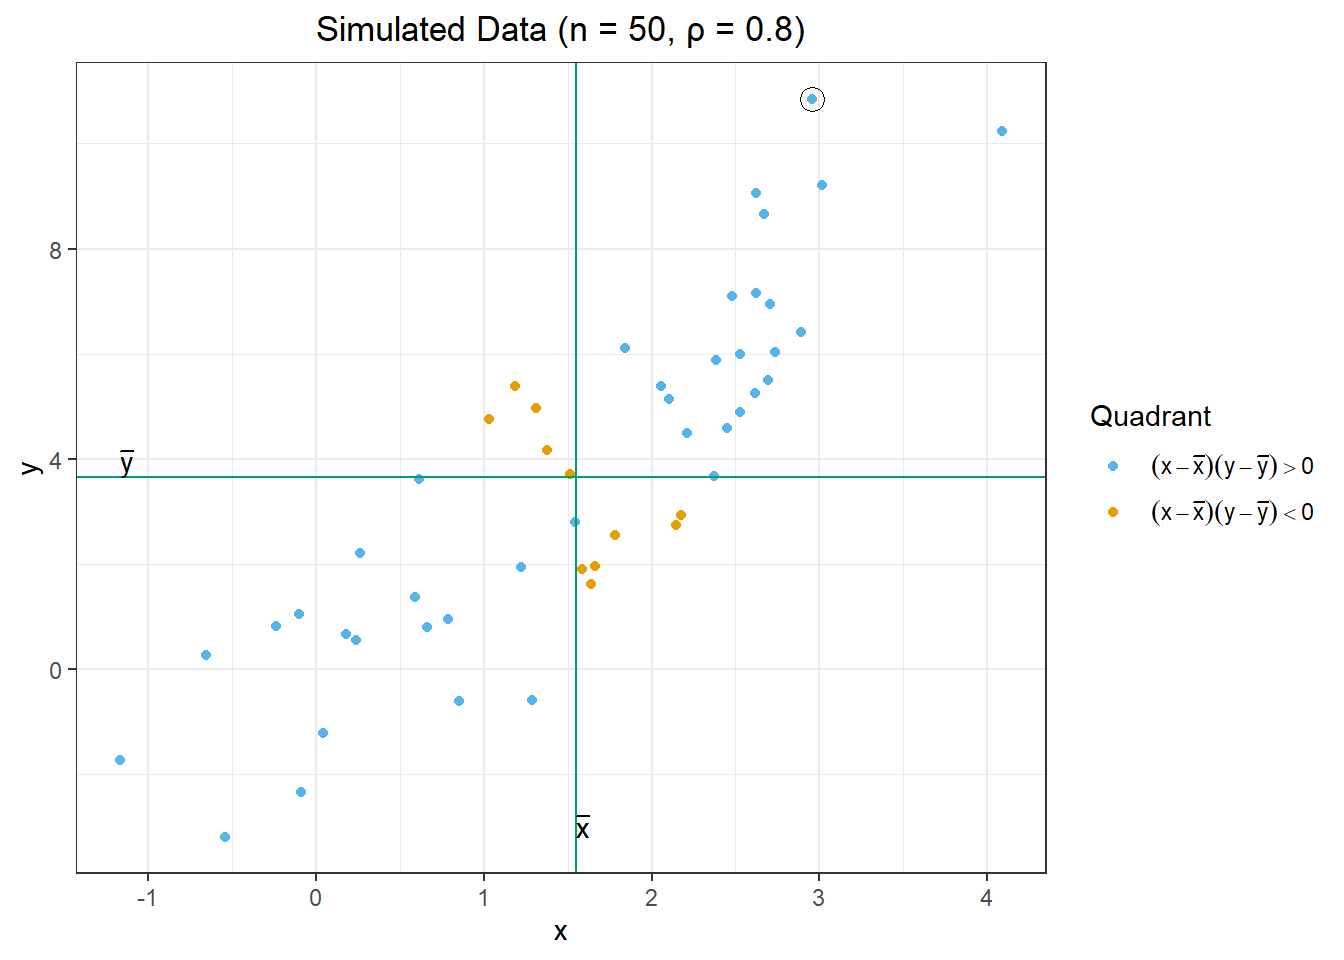 Simulated Data (n = 50, ρ = 0.8)
8
4
0
y
y̅
x̅
-1 0 1 2 3 4
x
Quadrant
(x − x̅)(y − y̅) > 0
(x − x̅)(y − y̅) < 0